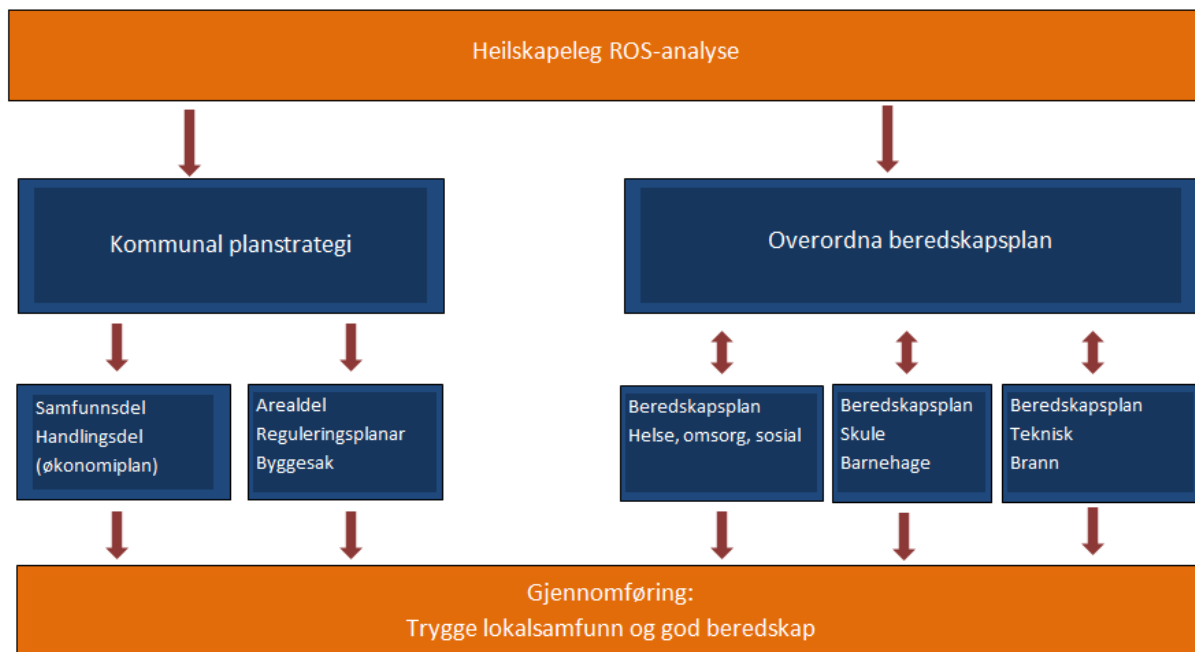 Heilskapeleg ROS-analyse
Kommunal planstrategi
Overordna beredskapsplan
Samfunnsdel
Handlingsdel
(økonomiplan)
Arealdel
Reguleringsplanar
Byggesak
Beredskapsplan
Helse, omsorg, sosial
Beredskapsplan
Skule
Barnehage
Beredskapsplan
Teknisk
Brann
Gjennomføring:
Trygge lokalsamfunn og god beredskap